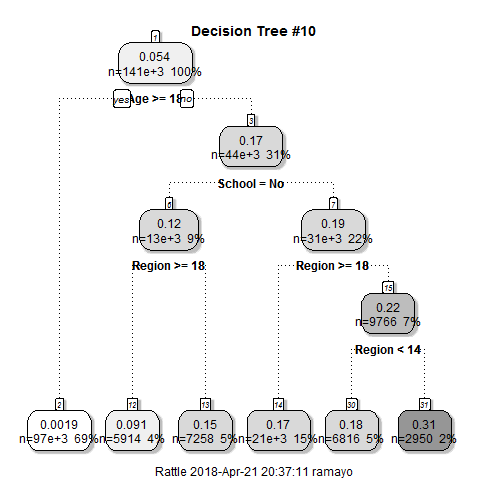 Decision Tree #10
1
0.054
n=141e+3 100%
yes Age >= 18 no
3
0.17
n=44e+3 31%
School = No
6
0.12
n=13e+3 9%
7
0.19
n=31e+3 22%
Region >= 18
Region >= 18
15
0.22
n=9766 7%
Region < 14
2
0.0019
n=97e+3 69%
12
0.091
n=5914 4%
13
0.15
n=7258 5%
14
0.17
n=21e+3 15%
30
0.18
n=6816 5%
31
0.31
n=2950 2%
Rattle 2018-Apr-21 20:37:11 ramayo